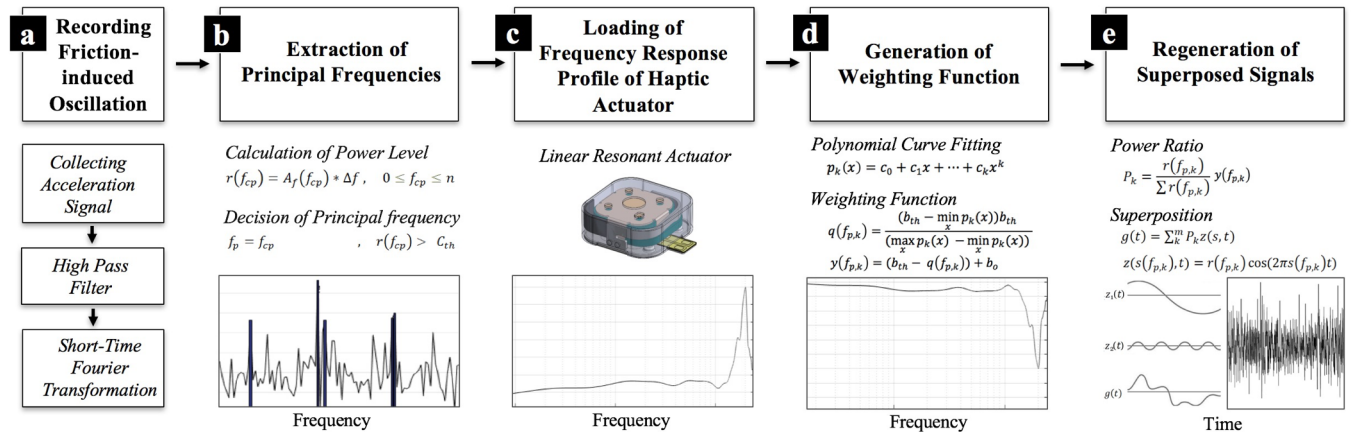 a
Recording
Friction-
induced
Oscillation
Collecting
Acceleration
Signal
High Pass
Filter
Short-Time
Fourier
Transformation
b
Extraction of
Principal Frequencies
Calculation of Power Level
r(f_cp) = A_f(f_cp) * Δf , 0 ≤ f_cp ≤ n
Decision of Principal frequency
f_p = f_cp , r(f_cp) > C_th
Frequency
c
Loading of
Frequency Response
Profile of Haptic
Actuator
Linear Resonant Actuator
Frequency
d
Generation of
Weighting Function
Polynomial Curve Fitting
p_k(x) = c_0 + c_1x + ⋯ + c_kx^k
Weighting Function
q(f_p,k) = (b_th − min_x p_k(x))b_th / (max_x p_k(x) − min_x p_k(x))
y(f_p,k) = (b_th − q(f_p,k)) + b_o
Frequency
e
Regeneration of
Superposed Signals
Power Ratio
P_k = r(f_p,k) / ∑ r(f_p,k) y(f_p,k)
Superposition
g(t) = ∑_k^m P_k z(s, t)
z(s(f_p,k), t) = r(f_p,k) cos(2πs(f_p,k)t)
z_1(t)
z_2(t)
g(t)
Time